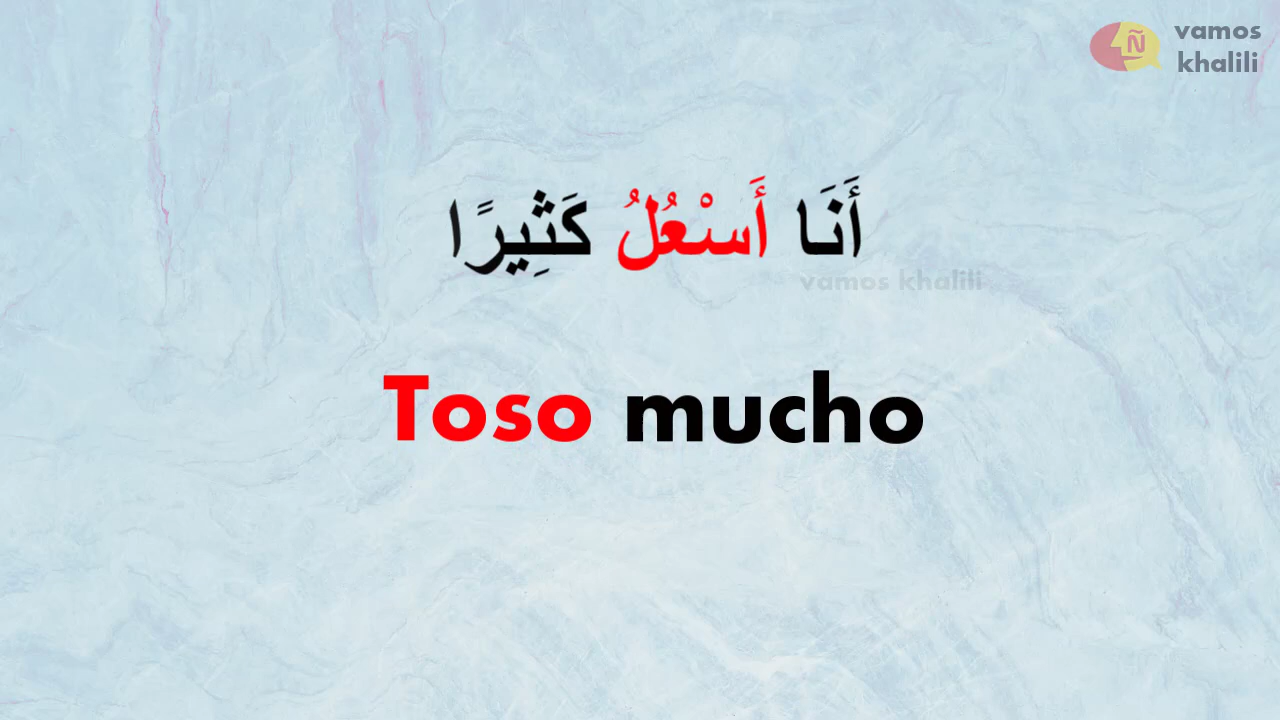 Ñ
vamos
khalili
أَنَا أَسْعُلُ كَثِيرًا
vamos khalili
Toso mucho